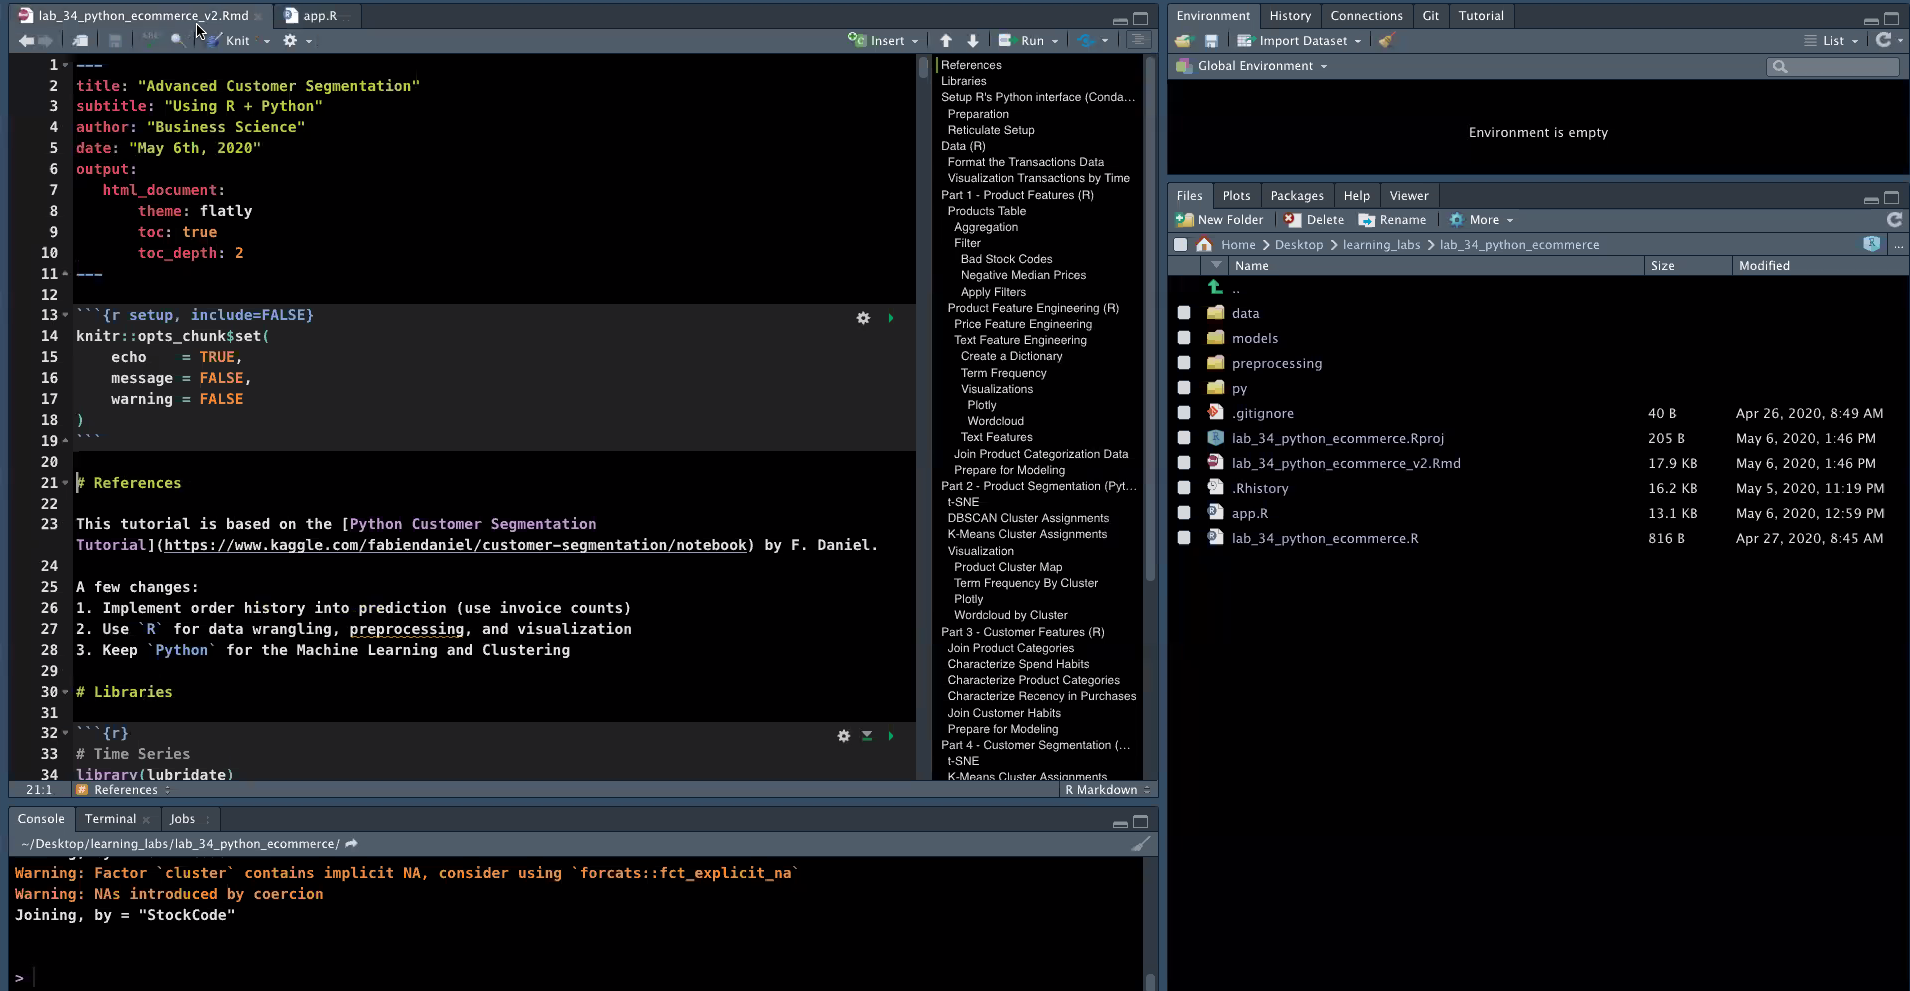 lab_34_python_ecommerce_v2.Rmd
app.R
Knit
Insert
Run
1 ---
2 title: "Advanced Customer Segmentation"
3 subtitle: "Using R + Python"
4 author: "Business Science"
5 date: "May 6th, 2020"
6 output:
7 html_document:
8 theme: flatly
9 toc: true
10 toc_depth: 2
11 ---
12
13 ```{r setup, include=FALSE}
14 knitr::opts_chunk$set(
15 echo = TRUE,
16 message = FALSE,
17 warning = FALSE
18 )
19 ```
20
21 # References
22
23 This tutorial is based on the [Python Customer Segmentation
Tutorial](https://www.kaggle.com/fabiendaniel/customer-segmentation/notebook) by F. Daniel.
24
25 A few changes:
26 1. Implement order history into prediction (use invoice counts)
27 2. Use `R` for data wrangling, preprocessing, and visualization
28 3. Keep `Python` for the Machine Learning and Clustering
29
30 # Libraries
31
32 ```{r}
33 # Time Series
34 library(lubridate)
21:1
# References
R Markdown
References
Libraries
Setup R's Python interface (Conda...
Preparation
Reticulate Setup
Data (R)
Format the Transactions Data
Visualization Transactions by Time
Part 1 - Product Features (R)
Products Table
Aggregation
Filter
Bad Stock Codes
Negative Median Prices
Apply Filters
Product Feature Engineering (R)
Price Feature Engineering
Text Feature Engineering
Create a Dictionary
Term Frequency
Visualizations
Plotly
Wordcloud
Text Features
Join Product Categorization Data
Prepare for Modeling
Part 2 - Product Segmentation (Pyt...
t-SNE
DBSCAN Cluster Assignments
K-Means Cluster Assignments
Visualization
Product Cluster Map
Term Frequency By Cluster
Plotly
Wordcloud by Cluster
Part 3 - Customer Features (R)
Join Product Categories
Characterize Spend Habits
Characterize Product Categories
Characterize Recency in Purchases
Join Customer Habits
Prepare for Modeling
Part 4 - Customer Segmentation (...
t-SNE
K-Means Cluster Assignments
Console
Terminal
Jobs
~/Desktop/learning_labs/lab_34_python_ecommerce/
Warning: Factor `cluster` contains implicit NA, consider using `forcats::fct_explicit_na`
Warning: NAs introduced by coercion
Joining, by = "StockCode"
>
Environment
History
Connections
Git
Tutorial
Import Dataset
List
Global Environment
Environment is empty
Files
Plots
Packages
Help
Viewer
New Folder
Delete
Rename
More
Home > Desktop > learning_labs > lab_34_python_ecommerce
...
Name Size Modified
..
data
models
preprocessing
py
.gitignore 40 B Apr 26, 2020, 8:49 AM
lab_34_python_ecommerce.Rproj 205 B May 6, 2020, 1:46 PM
lab_34_python_ecommerce_v2.Rmd 17.9 KB May 6, 2020, 1:46 PM
.Rhistory 16.2 KB May 5, 2020, 11:19 PM
app.R 13.1 KB May 6, 2020, 12:59 PM
lab_34_python_ecommerce.R 816 B Apr 27, 2020, 8:45 AM